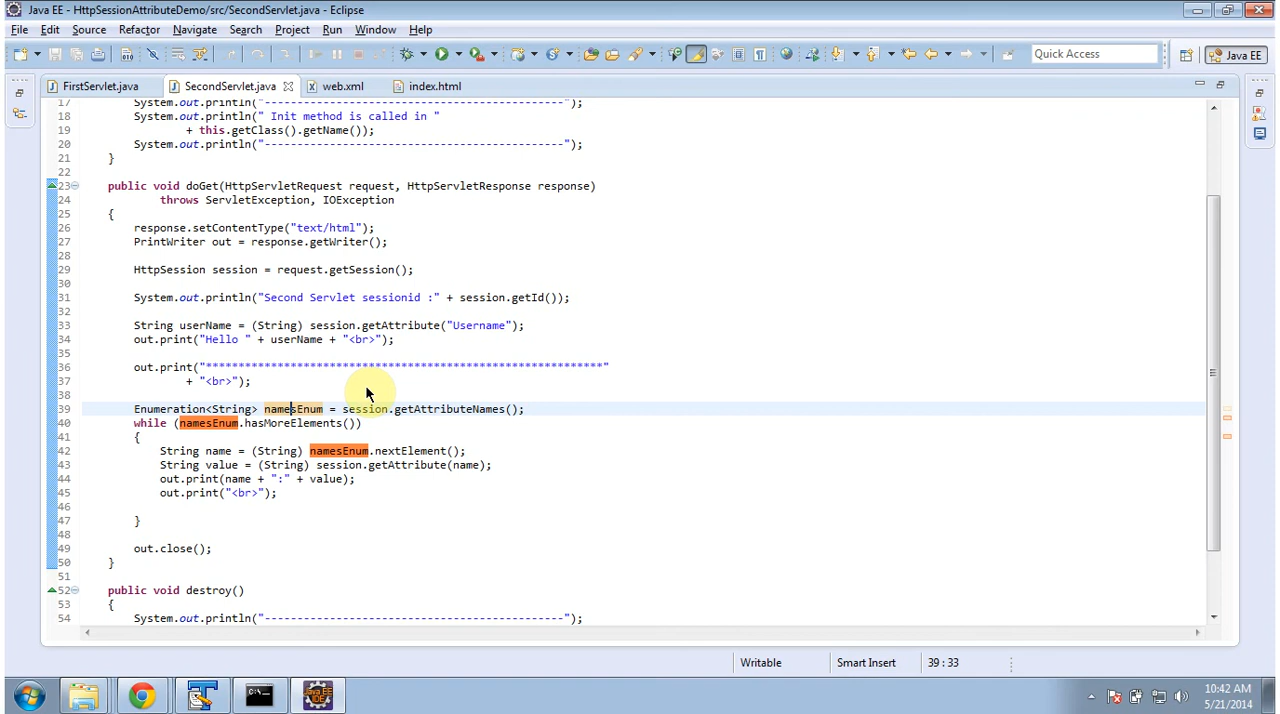 Java EE - HttpSessionAttributeDemo/src/SecondServlet.java - Eclipse
File Edit Source Refactor Navigate Search Project Run Window Help
Quick Access
Java EE
FirstServlet.java SecondServlet.java web.xml index.html
17 System.out.println("----------------------------------------------");
18 System.out.println(" Init method is called in "
19 + this.getClass().getName());
20 System.out.println("----------------------------------------------");
21 }
22
23 public void doGet(HttpServletRequest request, HttpServletResponse response)
24 throws ServletException, IOException
25 {
26 response.setContentType("text/html");
27 PrintWriter out = response.getWriter();
28
29 HttpSession session = request.getSession();
30
31 System.out.println("Second Servlet sessionid :" + session.getId());
32
33 String userName = (String) session.getAttribute("Username");
34 out.print("Hello " + userName + "<br>");
35
36 out.print("*************************************************************"
37 + "<br>");
38
39 Enumeration<String> namesEnum = session.getAttributeNames();
40 while (namesEnum.hasMoreElements())
41 {
42 String name = (String) namesEnum.nextElement();
43 String value = (String) session.getAttribute(name);
44 out.print(name + ":" + value);
45 out.print("<br>");
46
47 }
48
49 out.close();
50 }
51
52 public void destroy()
53 {
54 System.out.println("----------------------------------------------");
Writable Smart Insert 39 : 33
10:42 AM
5/21/2014